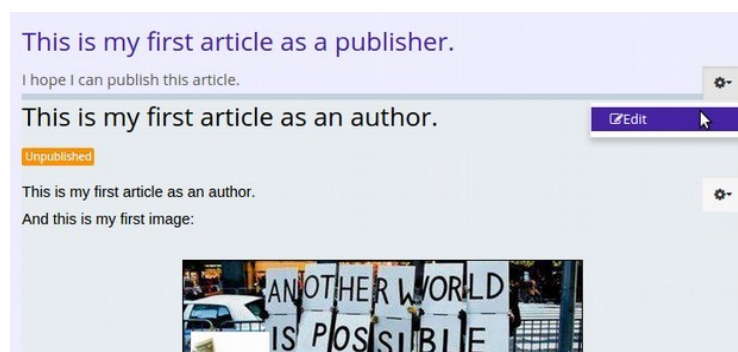 This is my first article as a publisher.
I hope I can publish this article.
This is my first article as an author.
Edit
Unpublished
This is my first article as an author.
And this is my first image:
ANOTHER WORLD
IS POSSIBLE